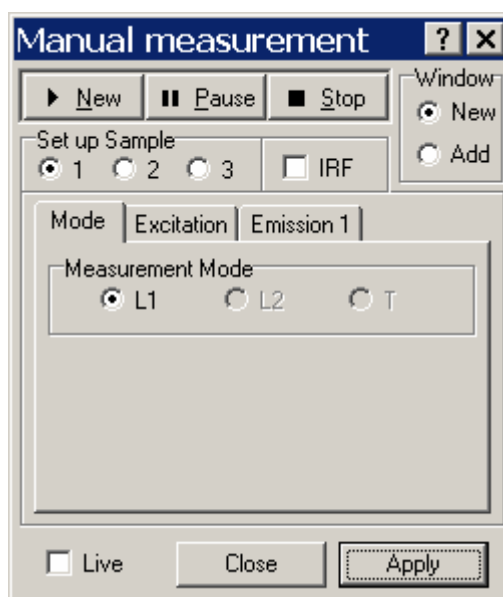 Manual measurement ? 
New Pause Stop
Window
New
Add
Set up Sample
1 2 3 IRF
Mode Excitation Emission 1
Measurement Mode
L1 L2 T
Live Close Apply